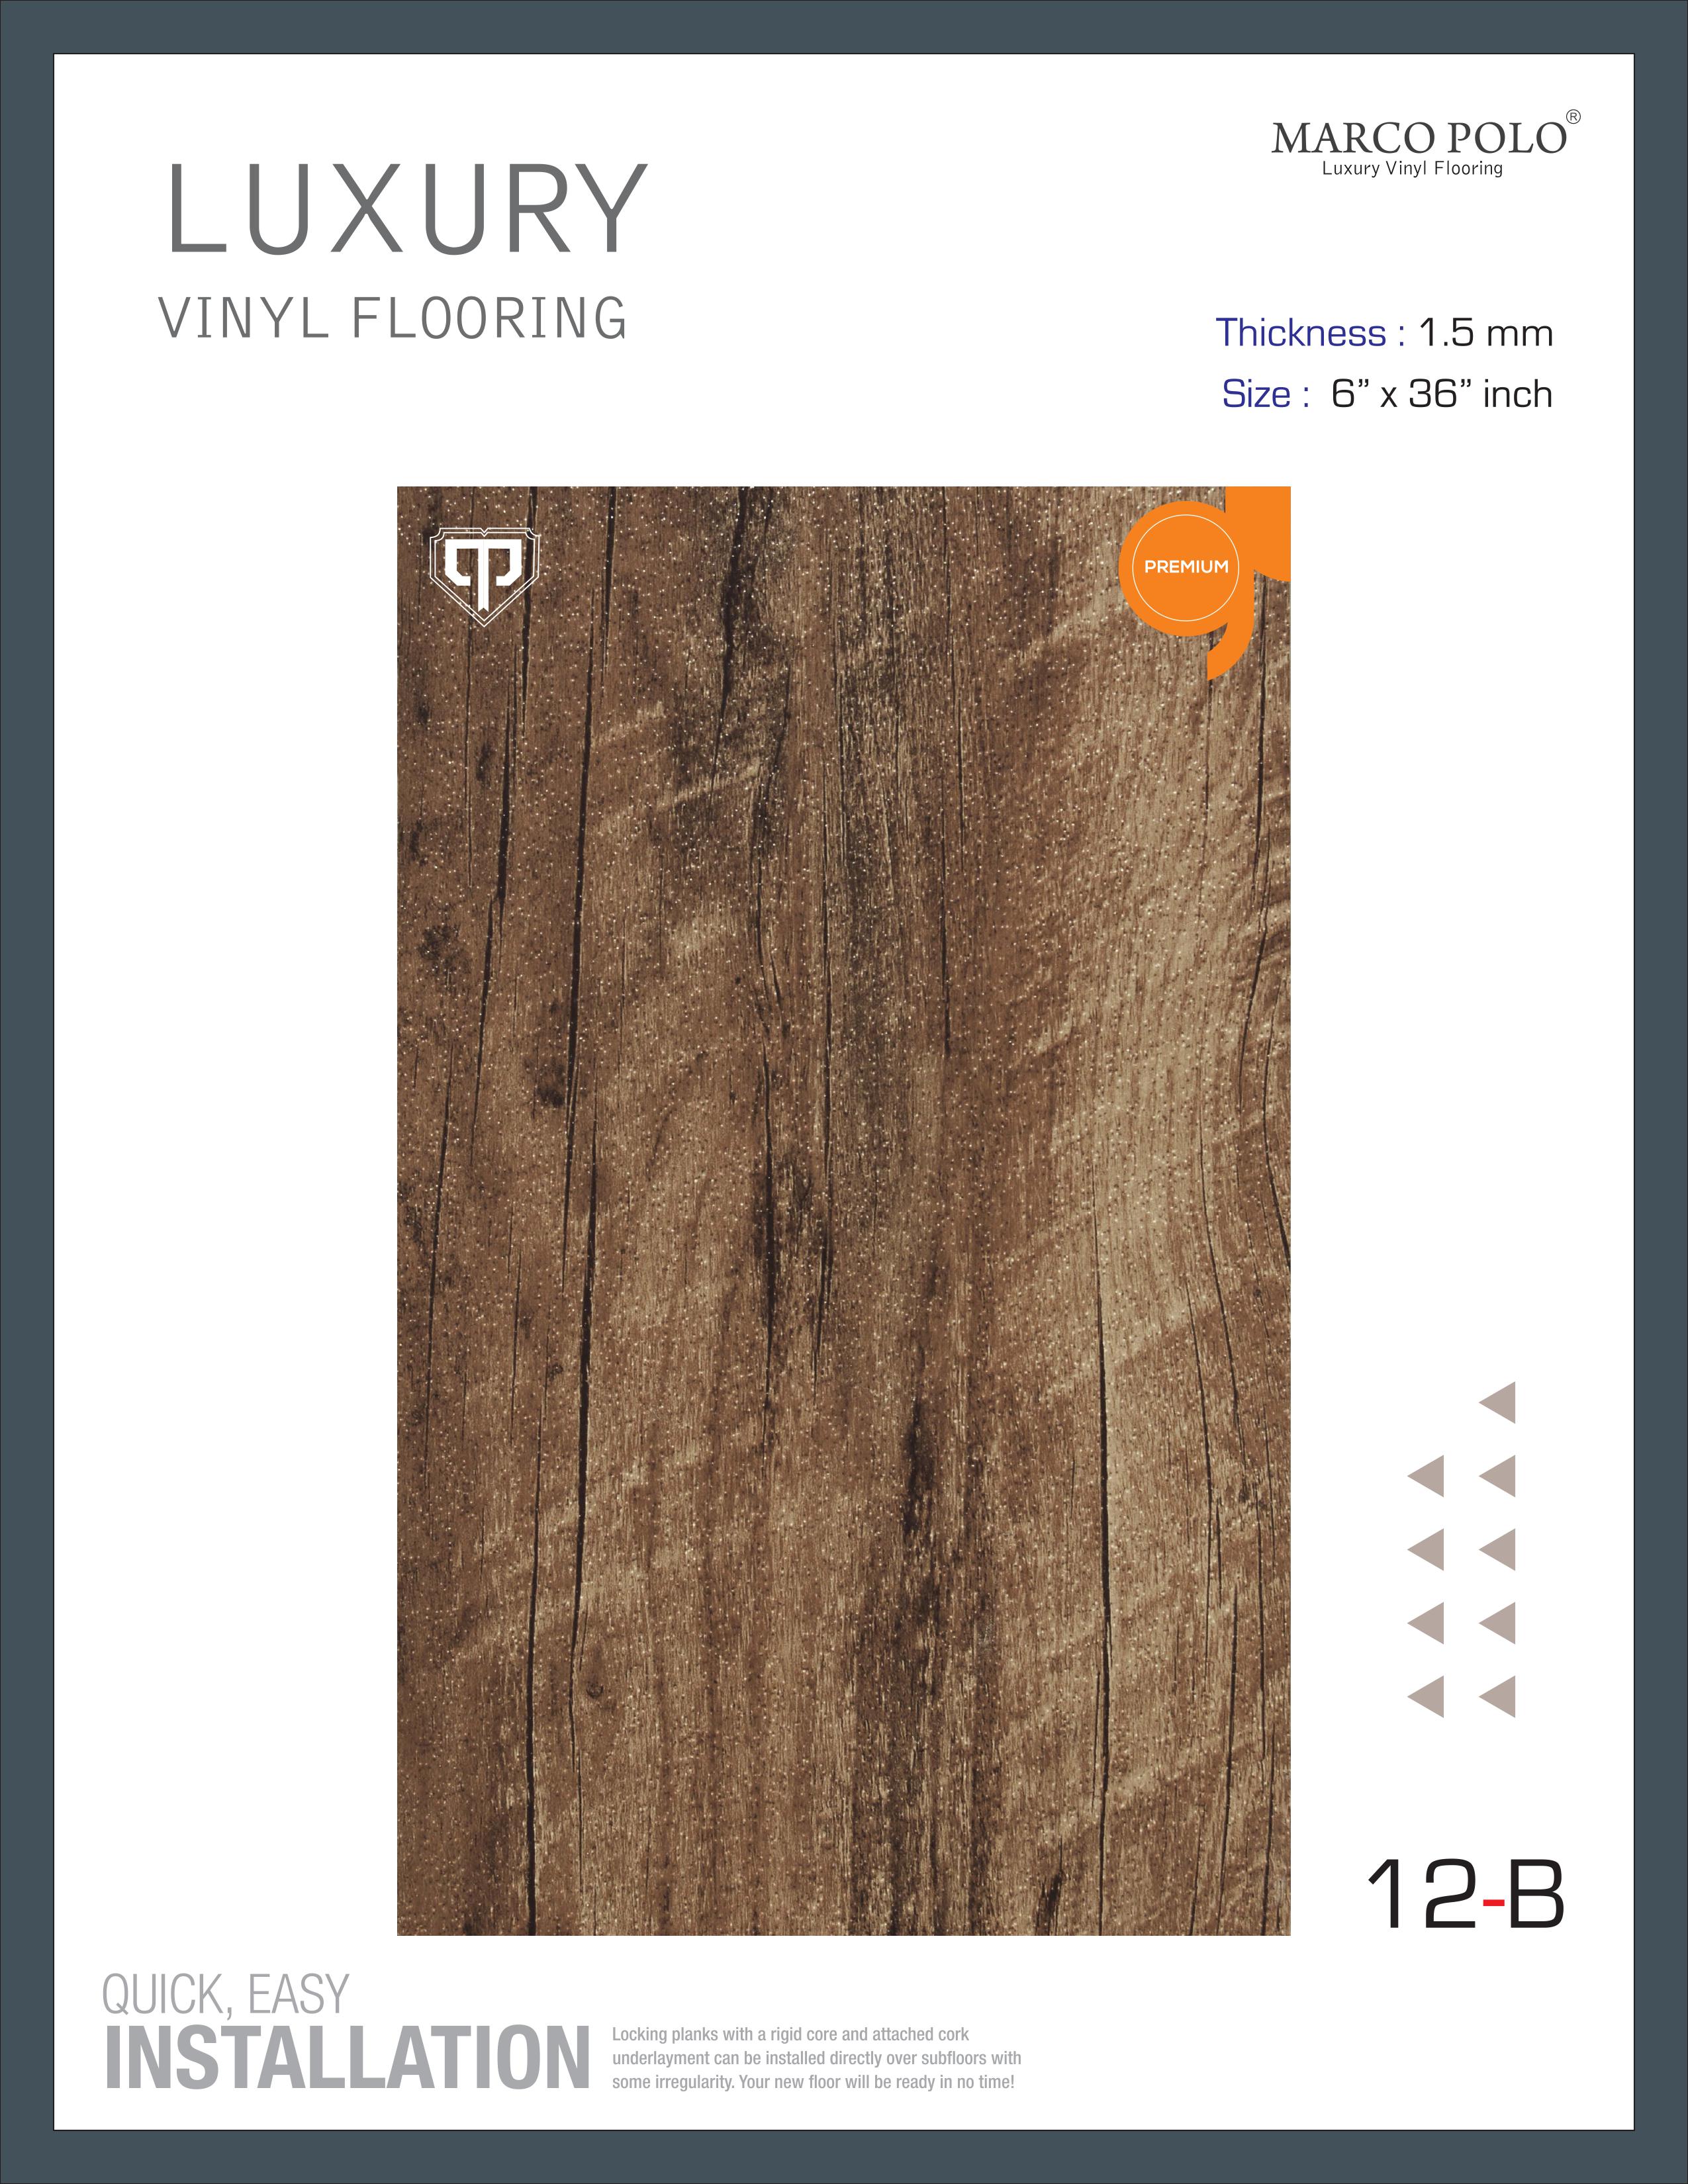 MARCO POLO®
Luxury Vinyl Flooring
LUXURY
VINYL FLOORING
Thickness : 1.5 mm
Size : 6” x 36” inch
PREMIUM
12-B
QUICK, EASY
INSTALLATION
Locking planks with a rigid core and attached cork
underlayment can be installed directly over subfloors with
some irregularity. Your new floor will be ready in no time!